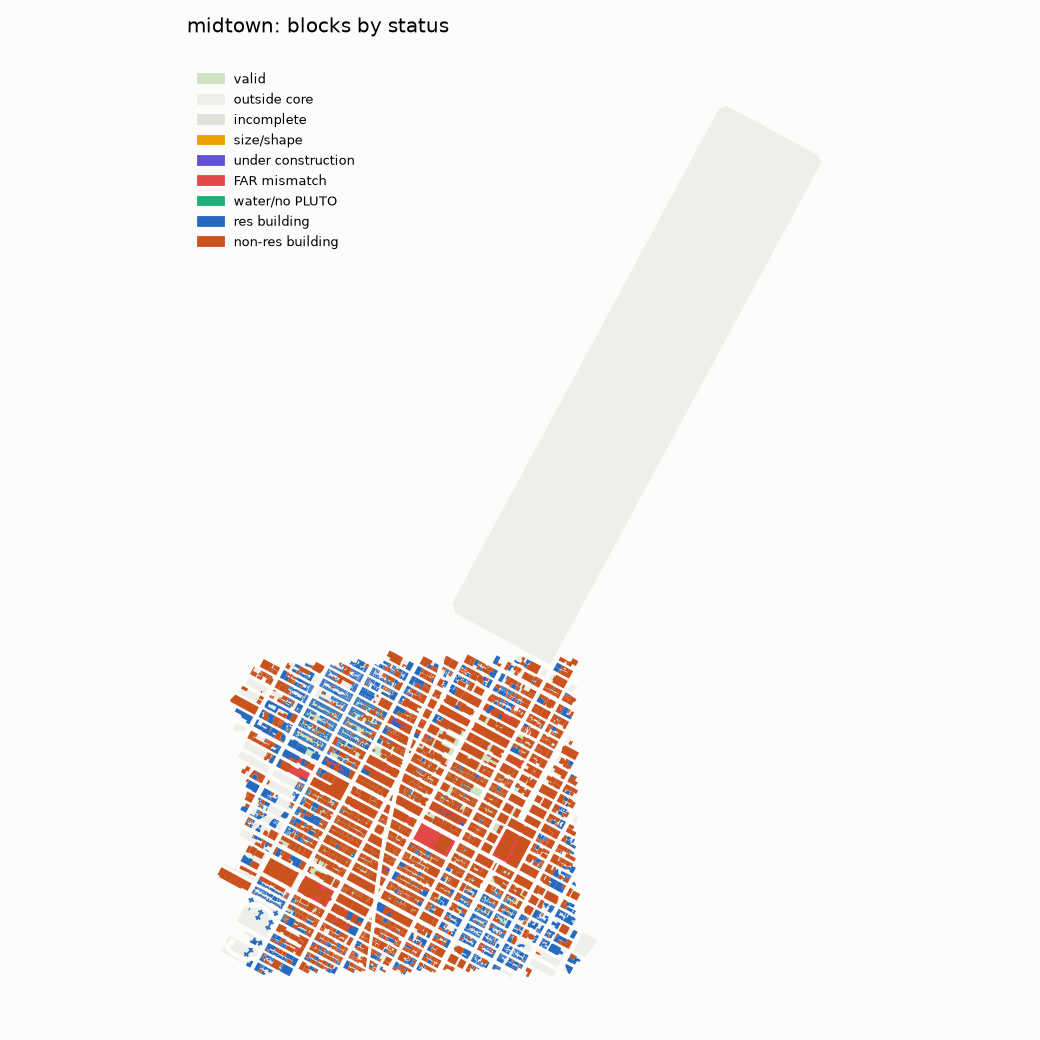 midtown: blocks by status
valid
outside core
incomplete
size/shape
under construction
FAR mismatch
water/no PLUTO
res building
non-res building